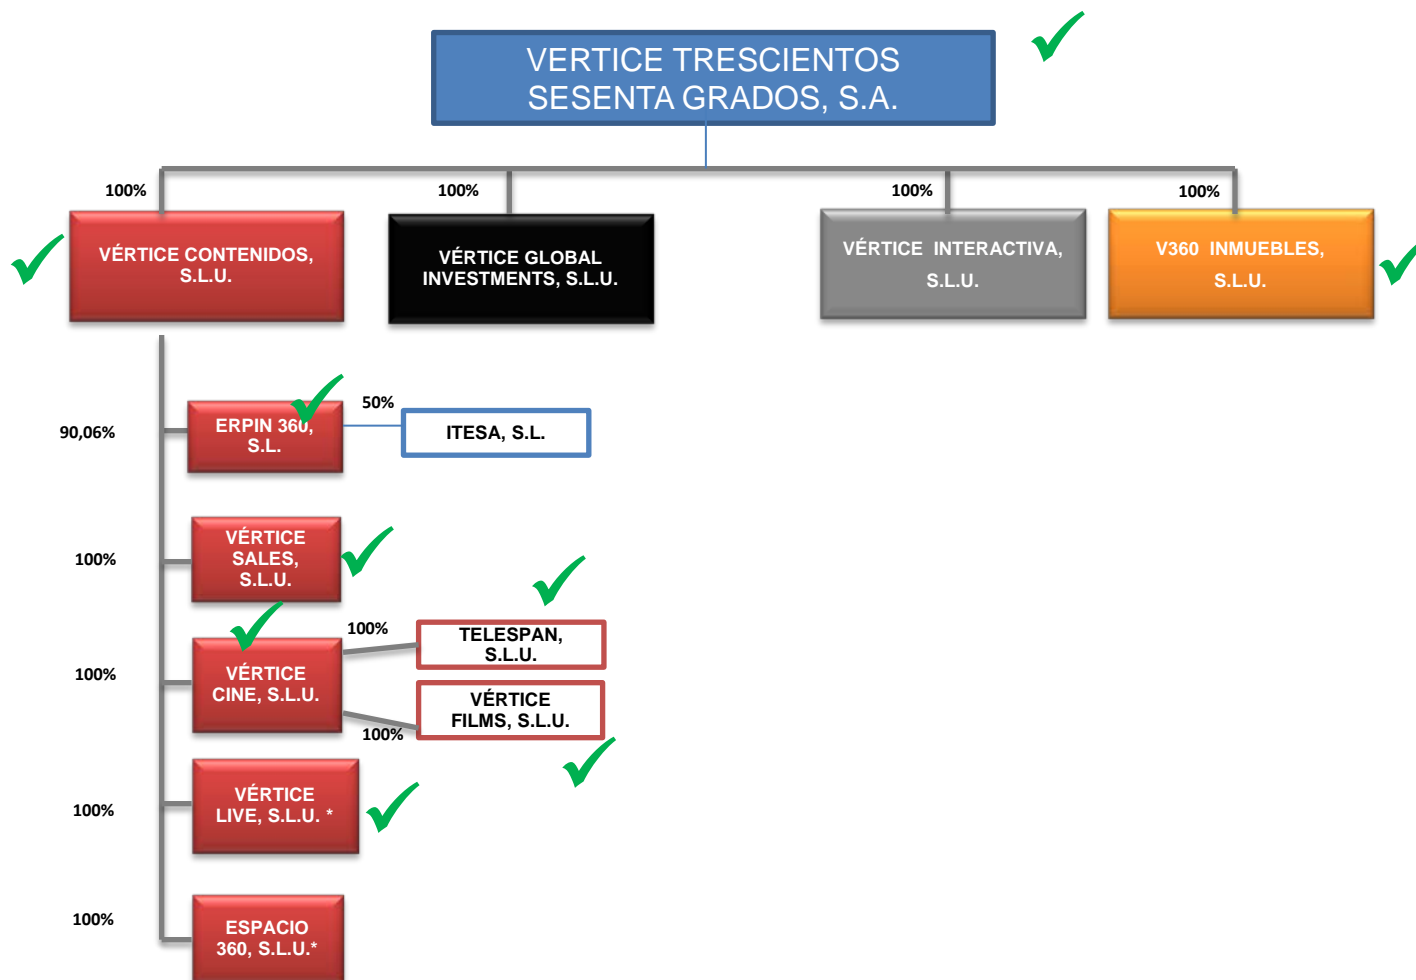 VERTICE TRESCIENTOS
SESENTA GRADOS, S.A.
100%
100%
100%
100%
VÉRTICE CONTENIDOS,
S.L.U.
VÉRTICE GLOBAL
INVESTMENTS, S.L.U.
VÉRTICE INTERACTIVA,
S.L.U.
V360 INMUEBLES,
S.L.U.
90,06%
ERPIN 360,
S.L.
50%
ITESA, S.L.
100%
VÉRTICE
SALES,
S.L.U.
100%
VÉRTICE
CINE, S.L.U.
100%
TELESPAN,
S.L.U.
100%
VÉRTICE
FILMS, S.L.U.
100%
VÉRTICE
LIVE, S.L.U. *
100%
ESPACIO
360, S.L.U.*